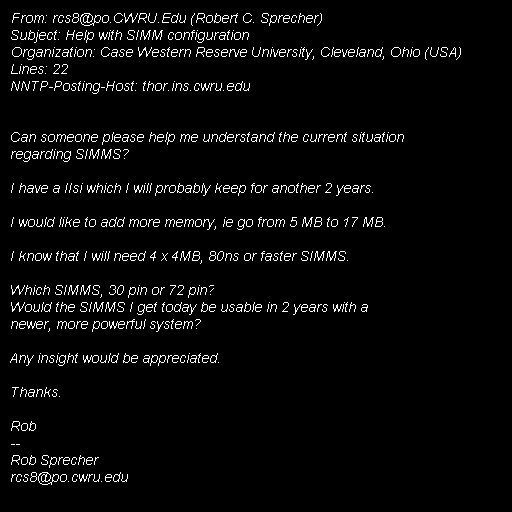 From: rcs8@po.CWRU.Edu (Robert C. Sprecher)
Subject: Help with SIMM configuration
Organization: Case Western Reserve University, Cleveland, Ohio (USA)
Lines: 22
NNTP-Posting-Host: thor.ins.cwru.edu

Can someone please help me understand the current situation
regarding SIMMS?

I have a IIsi which I will probably keep for another 2 years.

I would like to add more memory, ie go from 5 MB to 17 MB.

I know that I will need 4 x 4MB, 80ns or faster SIMMS.

Which SIMMS, 30 pin or 72 pin?
Would the SIMMS I get today be usable in 2 years with a
newer, more powerful system?

Any insight would be appreciated.

Thanks.

Rob
--
Rob Sprecher
rcs8@po.cwru.edu